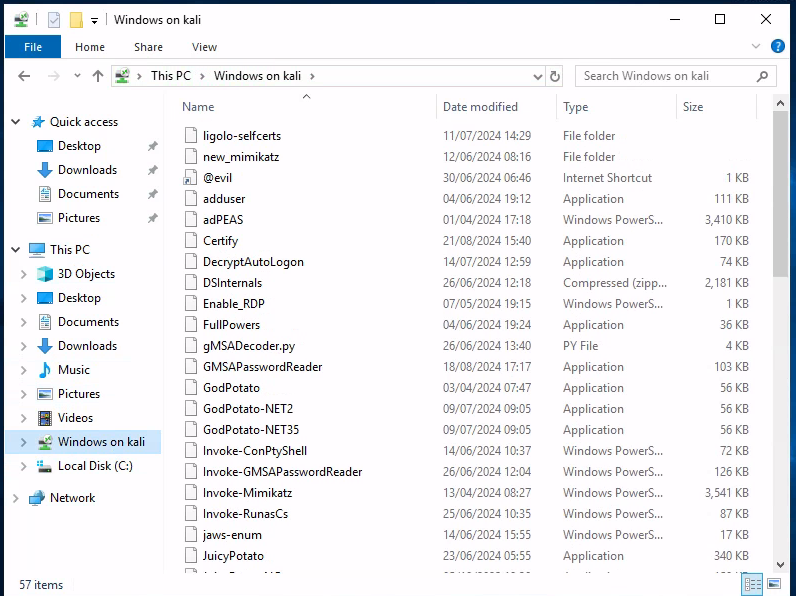 Windows on kali
File Home Share View
This PC Windows on kali Search Windows on kali
Name Date modified Type Size
Quick access
Desktop
Downloads
Documents
Pictures
This PC
3D Objects
Desktop
Documents
Downloads
Music
Pictures
Videos
Windows on kali
Local Disk (C:)
Network
ligolo-selfcerts 11/07/2024 14:29 File folder
new_mimikatz 12/06/2024 08:16 File folder
@evil 30/06/2024 06:46 Internet Shortcut 1 KB
adduser 04/06/2024 19:12 Application 111 KB
adPEAS 01/04/2024 17:18 Windows PowerS... 3,410 KB
Certify 21/08/2024 15:40 Application 170 KB
DecryptAutoLogon 14/07/2024 12:59 Application 74 KB
DSInternals 26/06/2024 12:18 Compressed (zipp... 2,181 KB
Enable_RDP 07/05/2024 19:15 Windows PowerS... 1 KB
FullPowers 04/06/2024 19:24 Application 36 KB
gMSADecoder.py 26/06/2024 13:40 PY File 4 KB
GMSAPasswordReader 18/08/2024 17:17 Application 103 KB
GodPotato 03/04/2024 07:47 Application 56 KB
GodPotato-NET2 09/07/2024 09:05 Application 56 KB
GodPotato-NET35 09/07/2024 09:05 Application 56 KB
Invoke-ConPtyShell 14/06/2024 10:37 Windows PowerS... 72 KB
Invoke-GMSAPasswordReader 26/06/2024 12:04 Windows PowerS... 126 KB
Invoke-Mimikatz 13/04/2024 08:27 Windows PowerS... 3,541 KB
Invoke-RunasCs 25/06/2024 10:35 Windows PowerS... 87 KB
jaws-enum 14/06/2024 15:55 Windows PowerS... 17 KB
JuicyPotato 23/06/2024 05:55 Application 340 KB
57 items